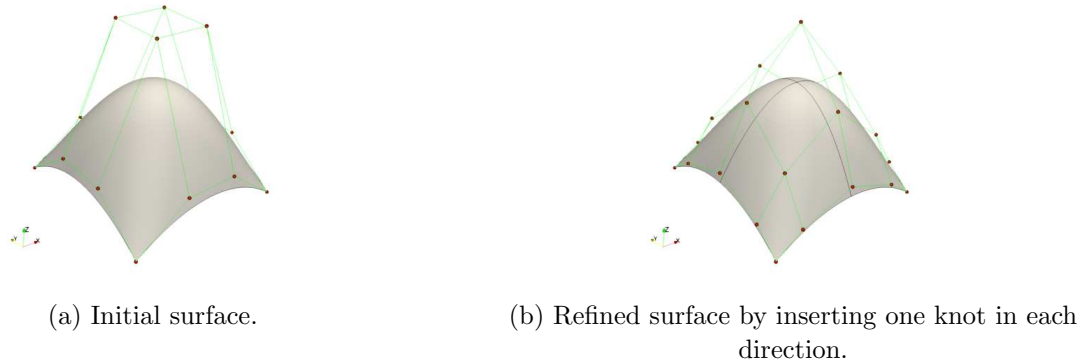 Z
Y
X
Z
Y
X
(a) Initial surface.
(b) Refined surface by inserting one knot in each
direction.